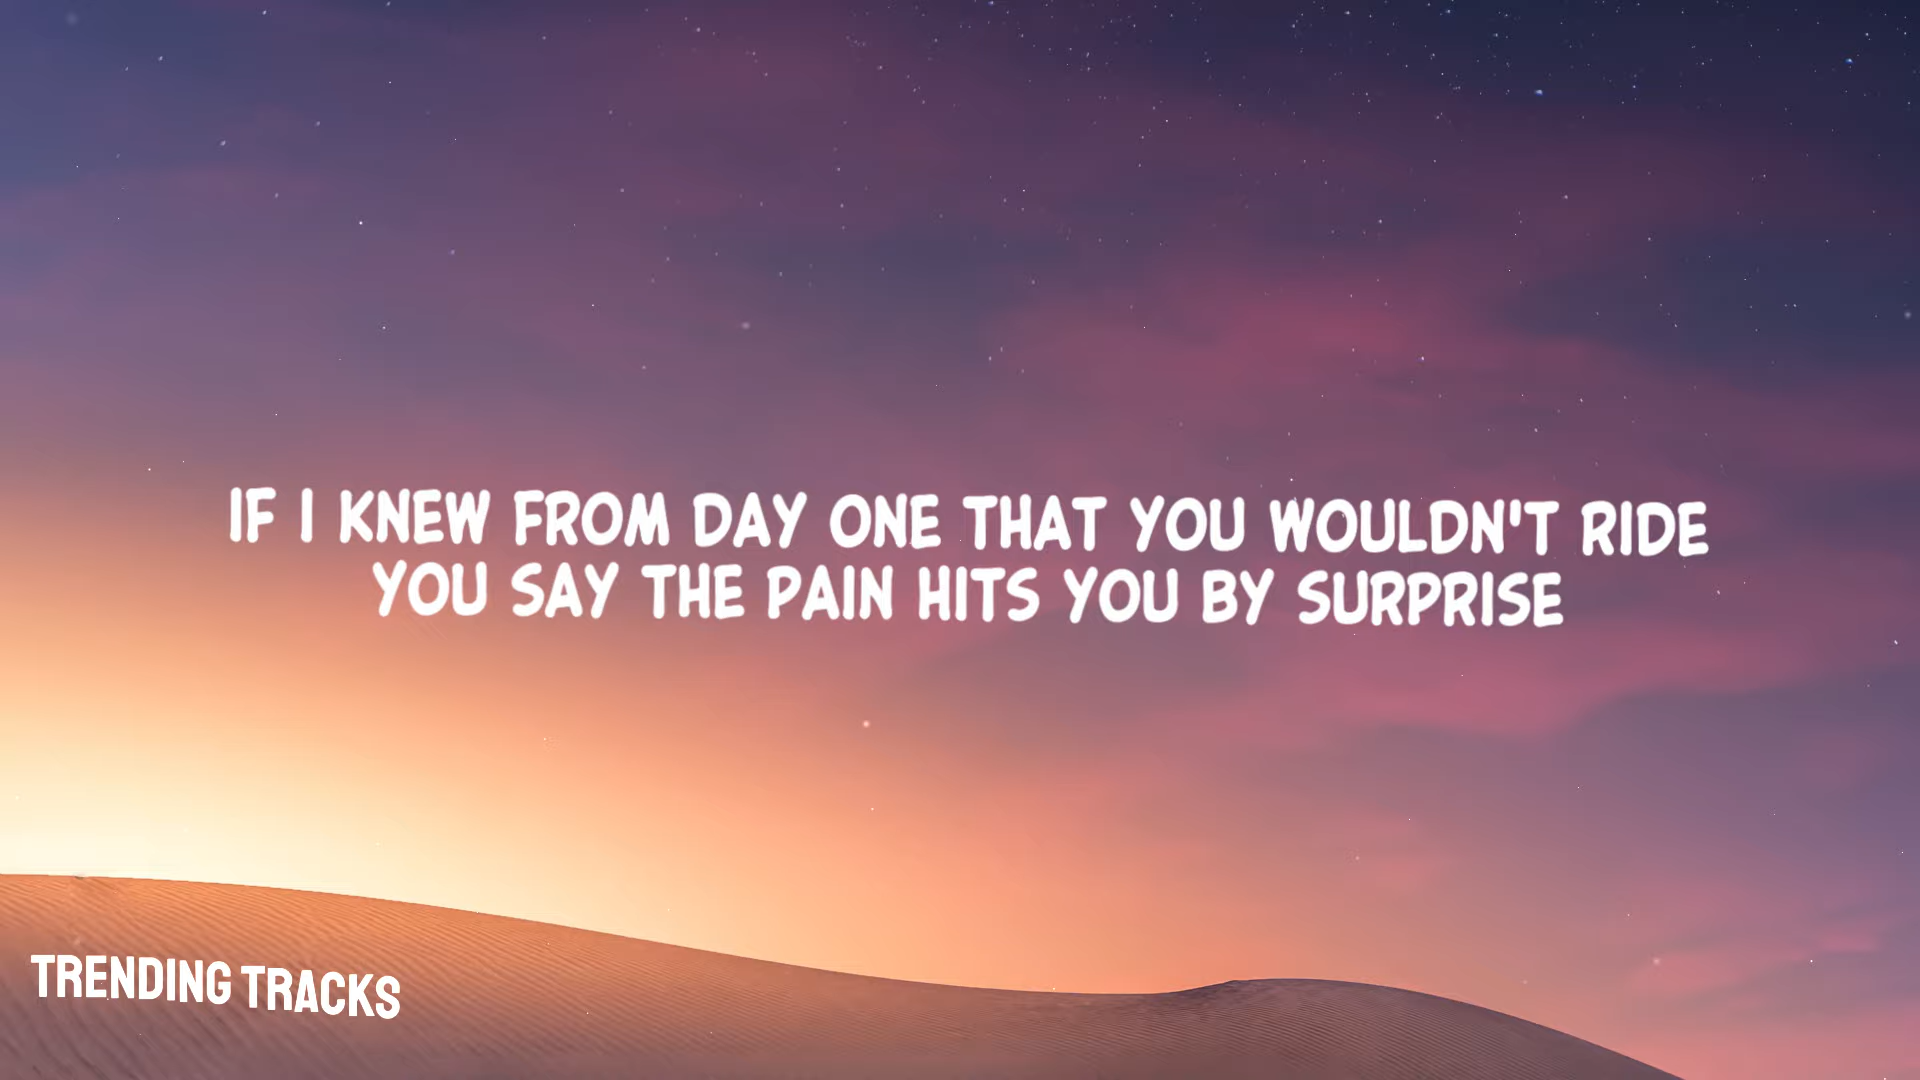 IF I KNEW FROM DAY ONE THAT YOU WOULDN'T RIDE
YOU SAY THE PAIN HITS YOU BY SURPRISE
TRENDING TRACKS